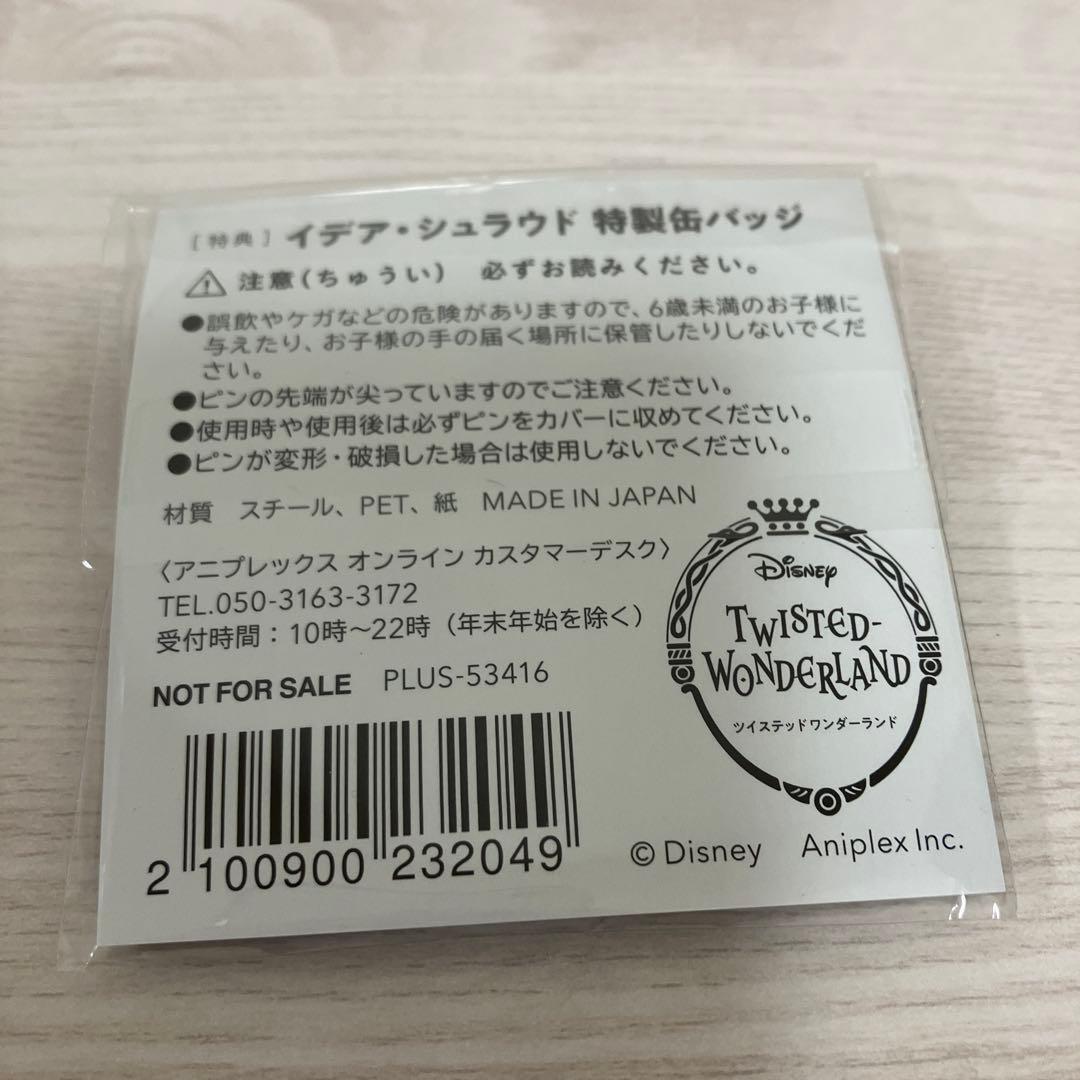 ［特典］ イデア・シュラウド 特製缶バッジ
注意（ちゅうい） 必ずお読みください。
●誤飲やケガなどの危険がありますので、6歳未満のお子様に
与えたり、お子様の手の届く場所に保管したりしないでくだ
さい。
●ピンの先端が尖っていますのでご注意ください。
●使用時や使用後は必ずピンをカバーに収めてください。
●ピンが変形・破損した場合は使用しないでください。
材質 スチール、PET、紙 MADE IN JAPAN
〈アニプレックス オンライン カスタマーデスク〉
TEL.050-3163-3172
受付時間：10時～22時（年末年始を除く）
NOT FOR SALE PLUS-53416
2 100900 232049
Disney
TWISTED-
WONDERLAND
ツイステッドワンダーランド
© Disney Aniplex Inc.